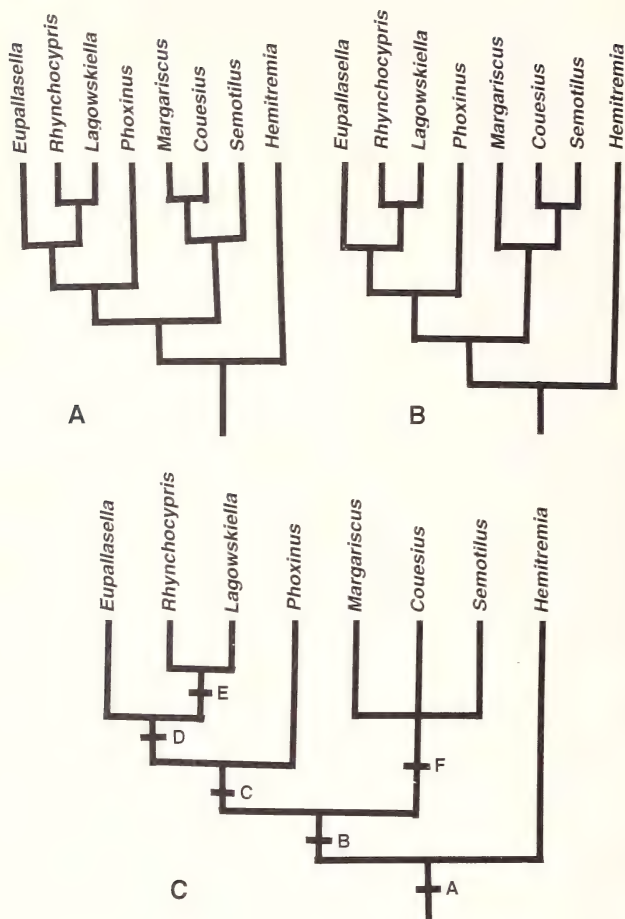 Eupallasella
Rhynchocypris
Lagowskiella
Phoxinus
Margariscus
Couesius
Semotilus
Hemitremia
A
Eupallasella
Rhynchocypris
Lagowskiella
Phoxinus
Margariscus
Couesius
Semotilus
Hemitremia
B
Eupallasella
Rhynchocypris
Lagowskiella
Phoxinus
Margariscus
Couesius
Semotilus
Hemitremia
E
D
F
C
B
A
C